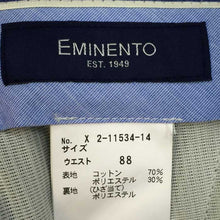 EMINENTO
EST. 1949
No. X 2-11534-14
サイズ
ウエスト 88
表地 コットン 70%
ポリエステル 30%
裏地 (ひざ当て)
ポリエステル